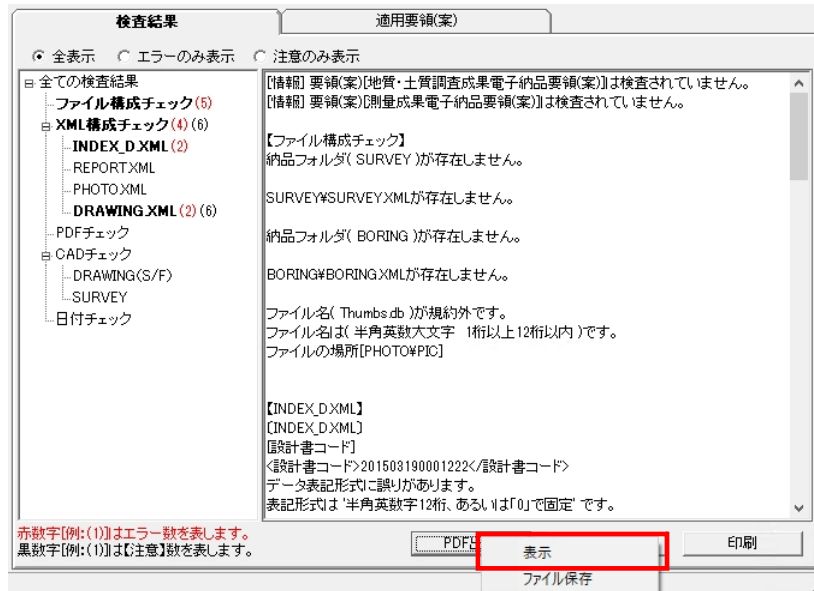 検査結果
適用要領(案)
全表示 エラーのみ表示 注意のみ表示
全ての検査結果
ファイル構成チェック(5)
XML構成チェック(4)(6)
INDEX_D.XML(2)
REPORT.XML
PHOTO.XML
DRAWING.XML(2)(6)
PDFチェック
CADチェック
DRAWING(S/F)
SURVEY
日付チェック
[情報] 要領(案)[地質・土質調査成果電子納品要領(案)]は検査されていません。
[情報] 要領(案)[測量成果電子納品要領(案)]は検査されていません。
【ファイル構成チェック】
納品フォルダ( SURVEY )が存在しません。
SURVEY¥SURVEY.XMLが存在しません。
納品フォルダ( BORING )が存在しません。
BORING¥BORING.XMLが存在しません。
ファイル名( Thumbs.db )が規約外です。
ファイル名は( 半角英数大文字 1桁以上12桁以内 )です。
ファイルの場所[PHOTO¥PIC]
【INDEX_D.XML】
〔INDEX_D.XML〕
[設計書コード]
<設計書コード>201503190001222</設計書コード>
データ表記形式に誤りがあります。
表記形式は '半角英数字12桁、あるいは「0」で固定' です。
赤数字[例:(1)]はエラー数を表します。
黒数字[例:(1)]は【注意】数を表します。
PDF
表示
ファイル保存
印刷